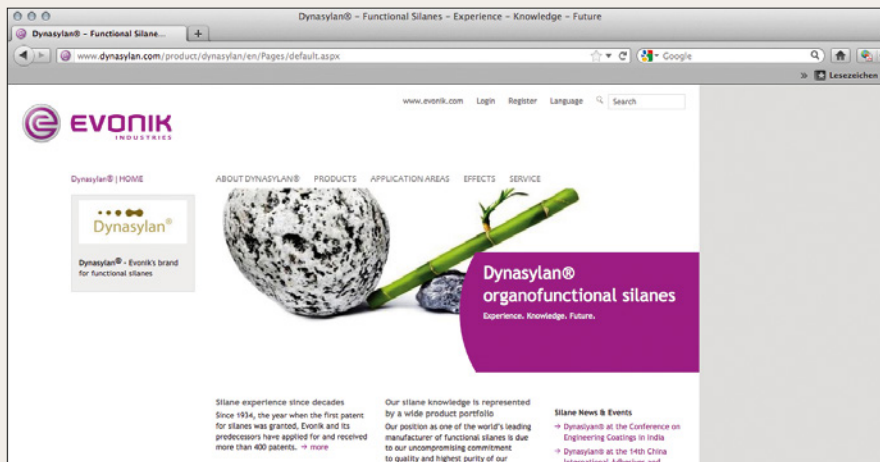 Dynasylan® – Functional Silanes – Experience – Knowledge – Future
Dynasylan® – Functional Silane...
www.dynasylan.com/product/dynasylan/en/Pages/default.aspx
Google
Lesezeichen
www.evonik.com Login Register Language Search
EVONIK
INDUSTRIES
Dynasylan® | HOME
ABOUT DYNASYLAN® PRODUCTS APPLICATION AREAS EFFECTS SERVICE
Dynasylan®
Dynasylan® - Evonik's brand
for functional silanes
Dynasylan®
organofunctional silanes
Experience. Knowledge. Future.
Silane experience since decades
Since 1934, the year when the first patent
for silanes was granted, Evonik and its
predecessors have applied for and received
more than 400 patents. → more
Our silane knowledge is represented
by a wide product portfolio
Our position as one of the world's leading
manufacturer of functional silanes is due
to our uncompromising commitment
to quality and highest purity of our
Silane News & Events
→ Dynaslyan® at the Conference on
Engineering Coatings in India
→ Dynasylan® at the 14th China
International Adhesives and